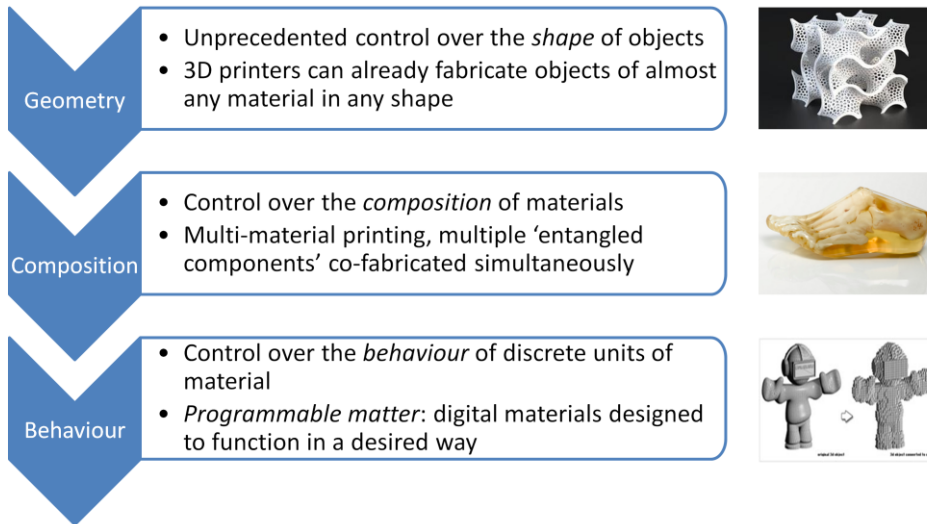 Geometry
• Unprecedented control over the shape of objects
• 3D printers can already fabricate objects of almost
any material in any shape
Composition
• Control over the composition of materials
• Multi-material printing, multiple ‘entangled
components’ co-fabricated simultaneously
Behaviour
• Control over the behaviour of discrete units of
material
• Programmable matter: digital materials designed
to function in a desired way
original 3D object